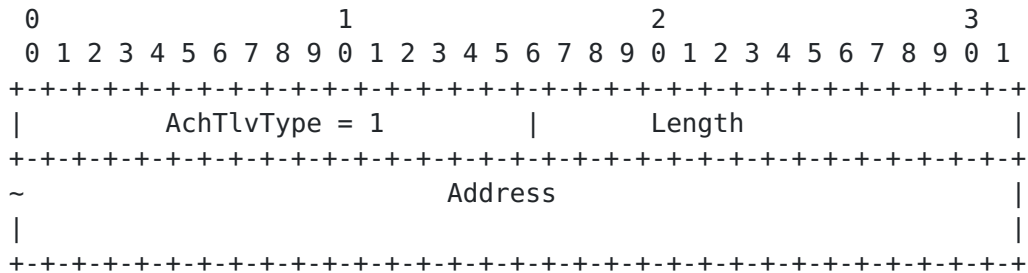 0                   1                   2                   3
 0 1 2 3 4 5 6 7 8 9 0 1 2 3 4 5 6 7 8 9 0 1 2 3 4 5 6 7 8 9 0 1
+-+-+-+-+-+-+-+-+-+-+-+-+-+-+-+-+-+-+-+-+-+-+-+-+-+-+-+-+-+-+-+-+
|         AchTlvType = 1         |       Length                 |
+-+-+-+-+-+-+-+-+-+-+-+-+-+-+-+-+-+-+-+-+-+-+-+-+-+-+-+-+-+-+-+-+
~                           Address                             |
|                                                               |
+-+-+-+-+-+-+-+-+-+-+-+-+-+-+-+-+-+-+-+-+-+-+-+-+-+-+-+-+-+-+-+-+